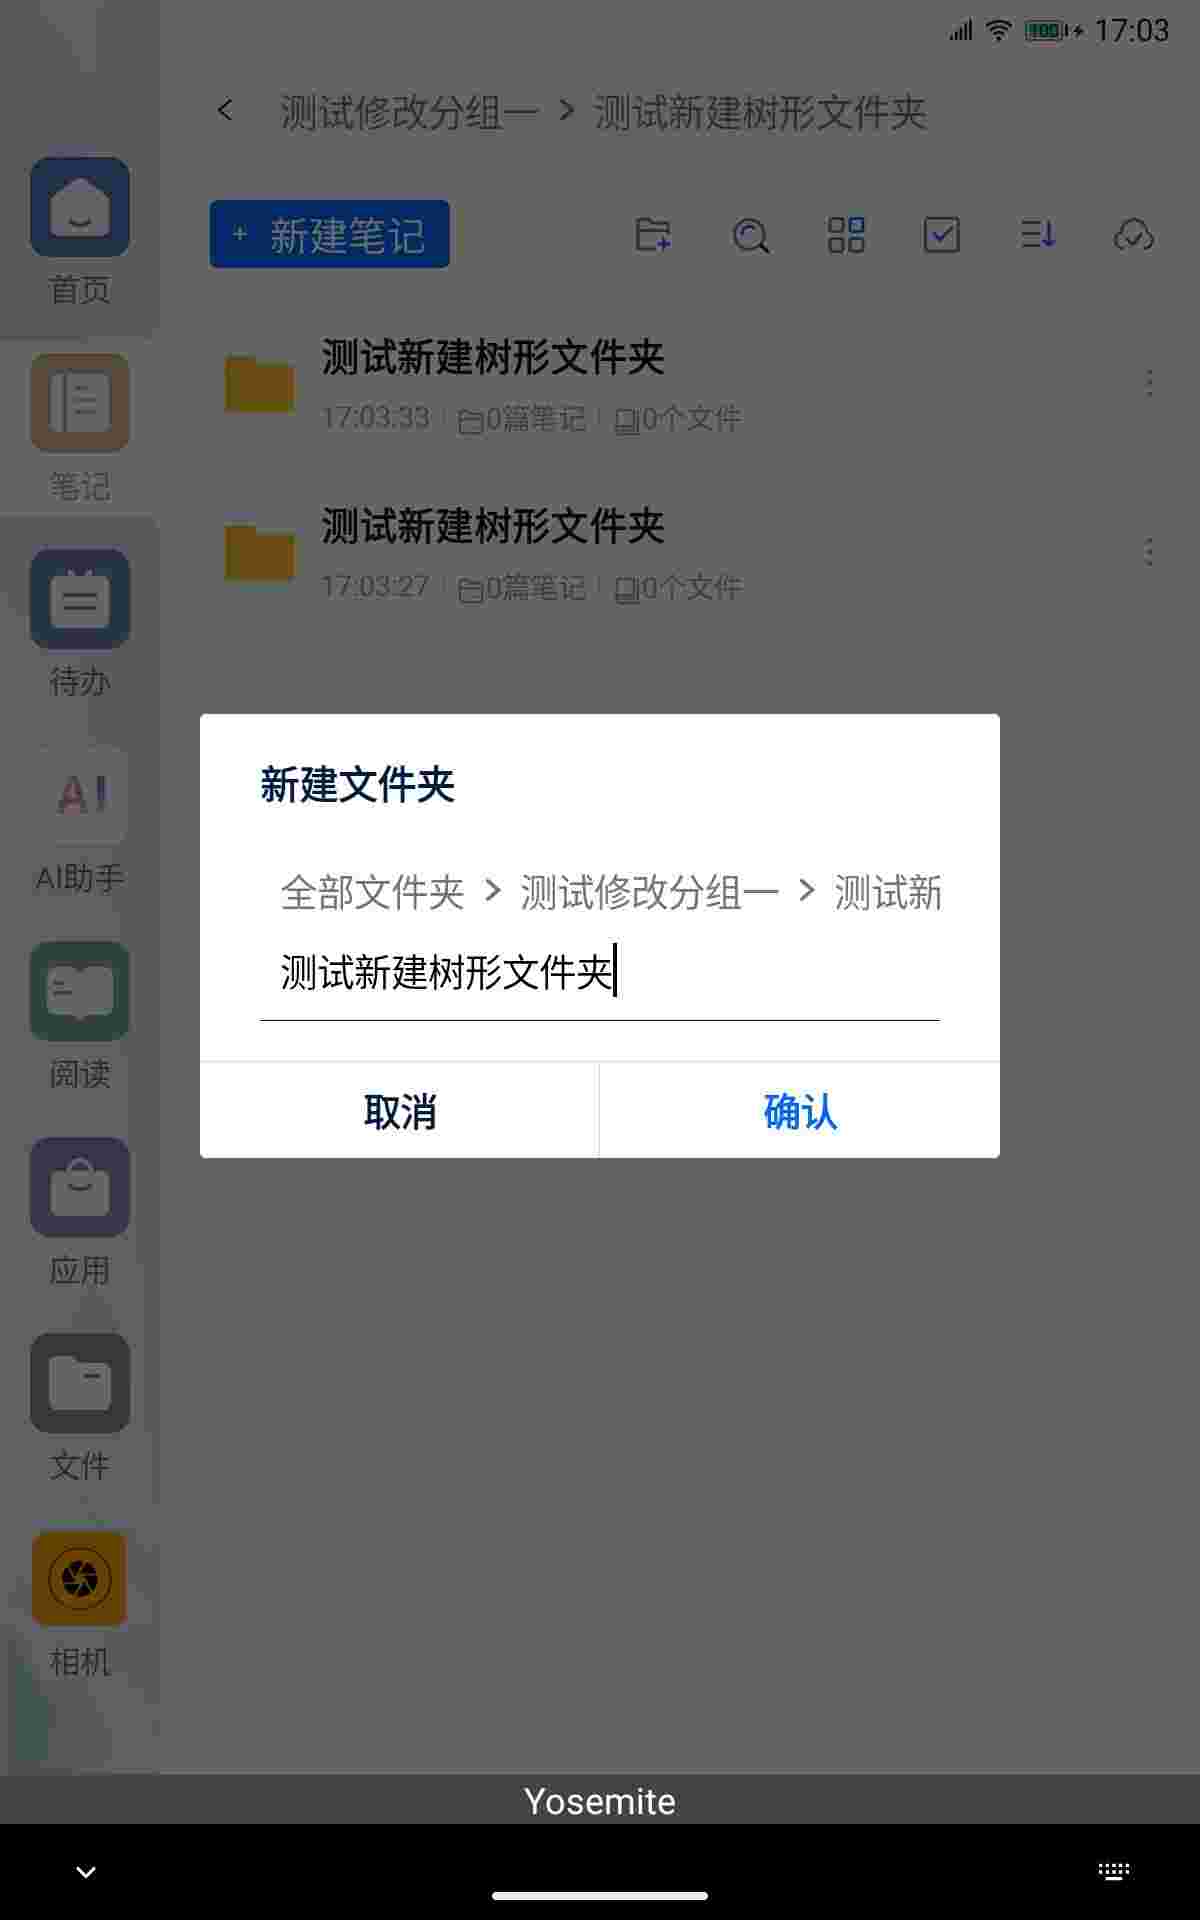 100 17:03
测试修改分组一 > 测试新建树形文件夹
+ 新建笔记
首页
测试新建树形文件夹
17:03:33 0篇笔记 0个文件
笔记
测试新建树形文件夹
17:03:27 0篇笔记 0个文件
待办
AI
AI助手
阅读
应用
文件
相机
新建文件夹
全部文件夹 > 测试修改分组一 > 测试新
测试新建树形文件夹
取消 确认
Yosemite